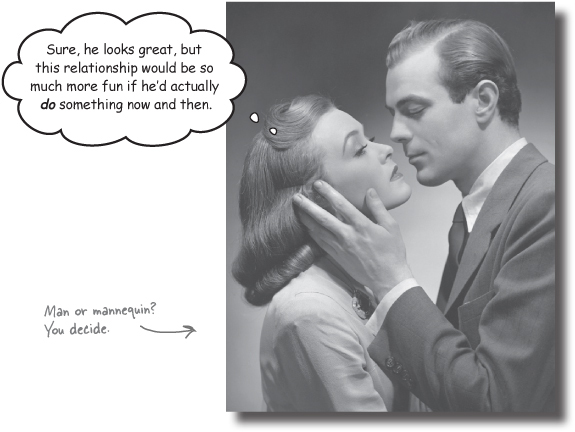 Sure, he looks great, but
this relationship would be so
much more fun if he'd actually
do something now and then.
Man or mannequin?
You decide.